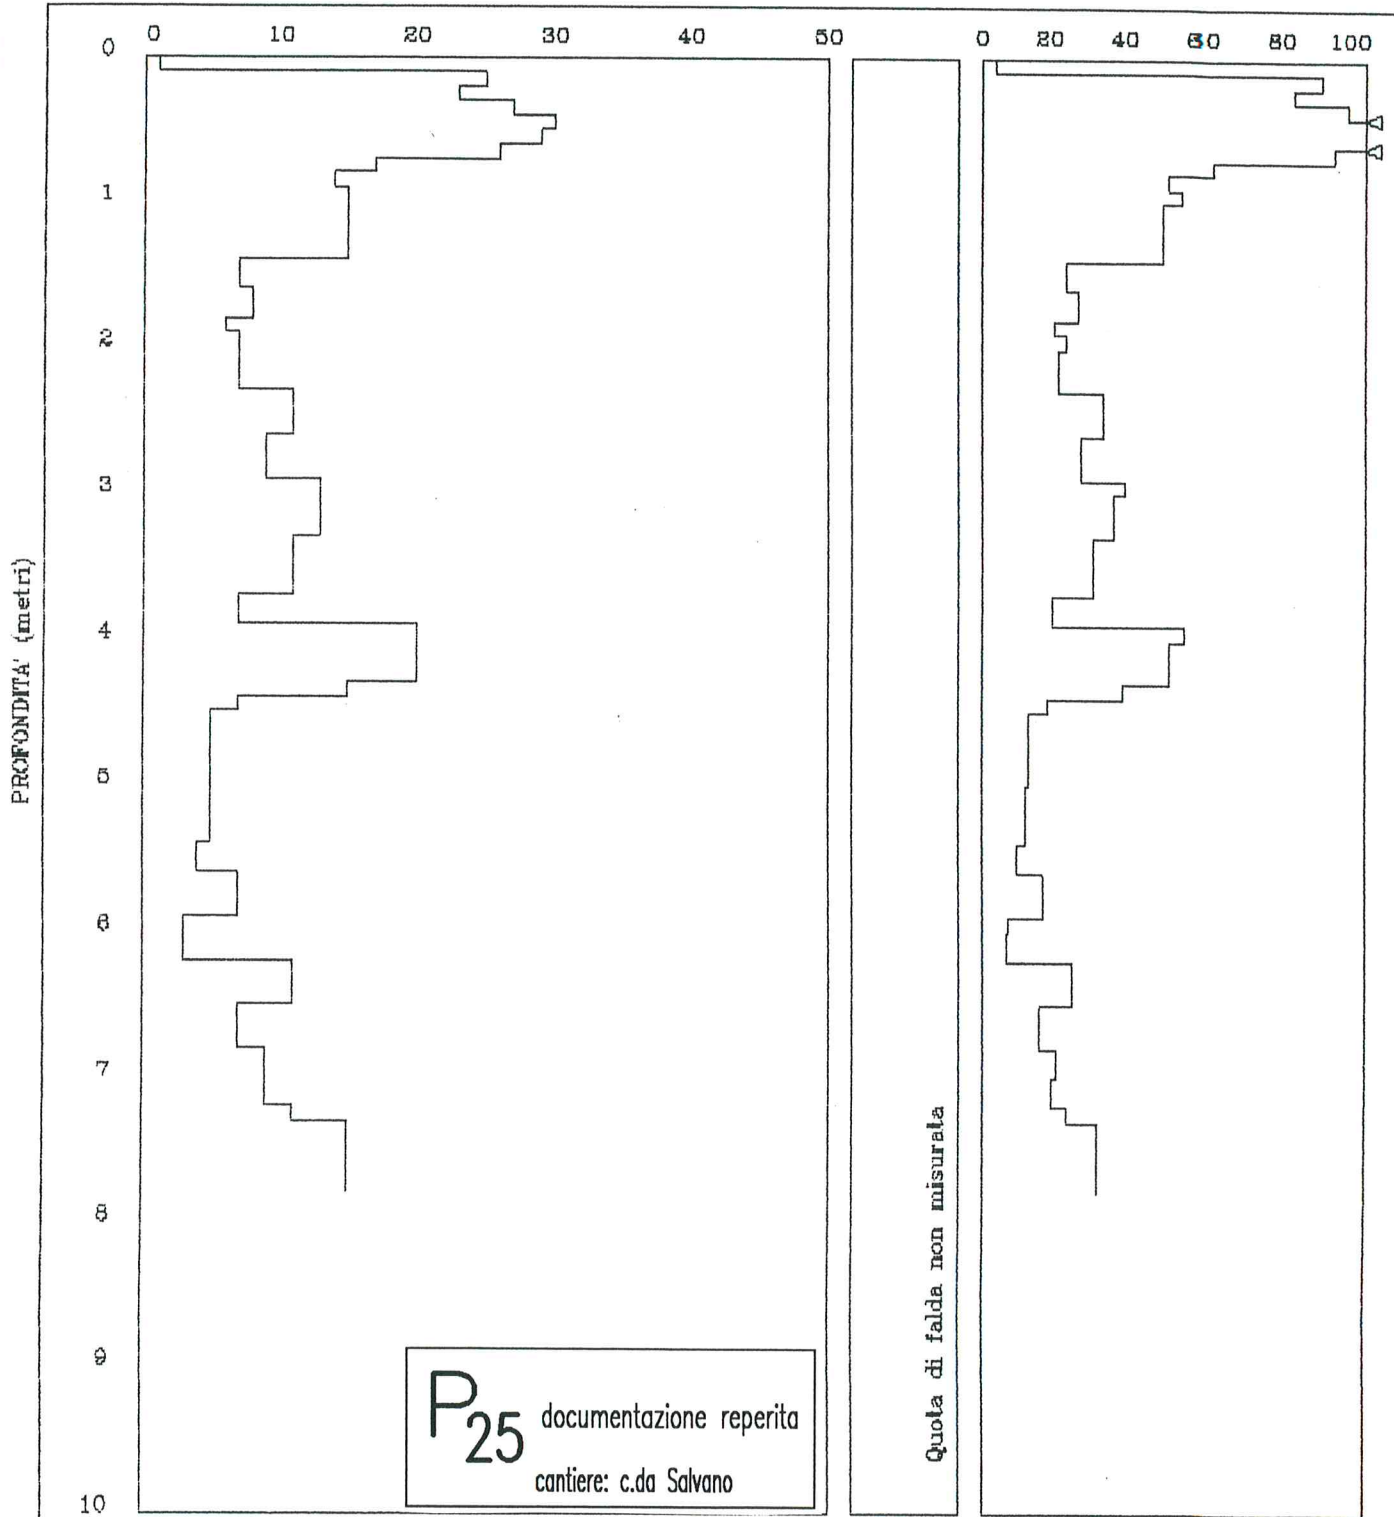 0 10 20 30 40 50
0 20 40 60 80 100
0
1
2
3
4
5
6
7
8
9
10
PROFONDITA' (metri)
Quota di falda non misurata
P25 documentazione reperita
cantiere: c.da Salvano